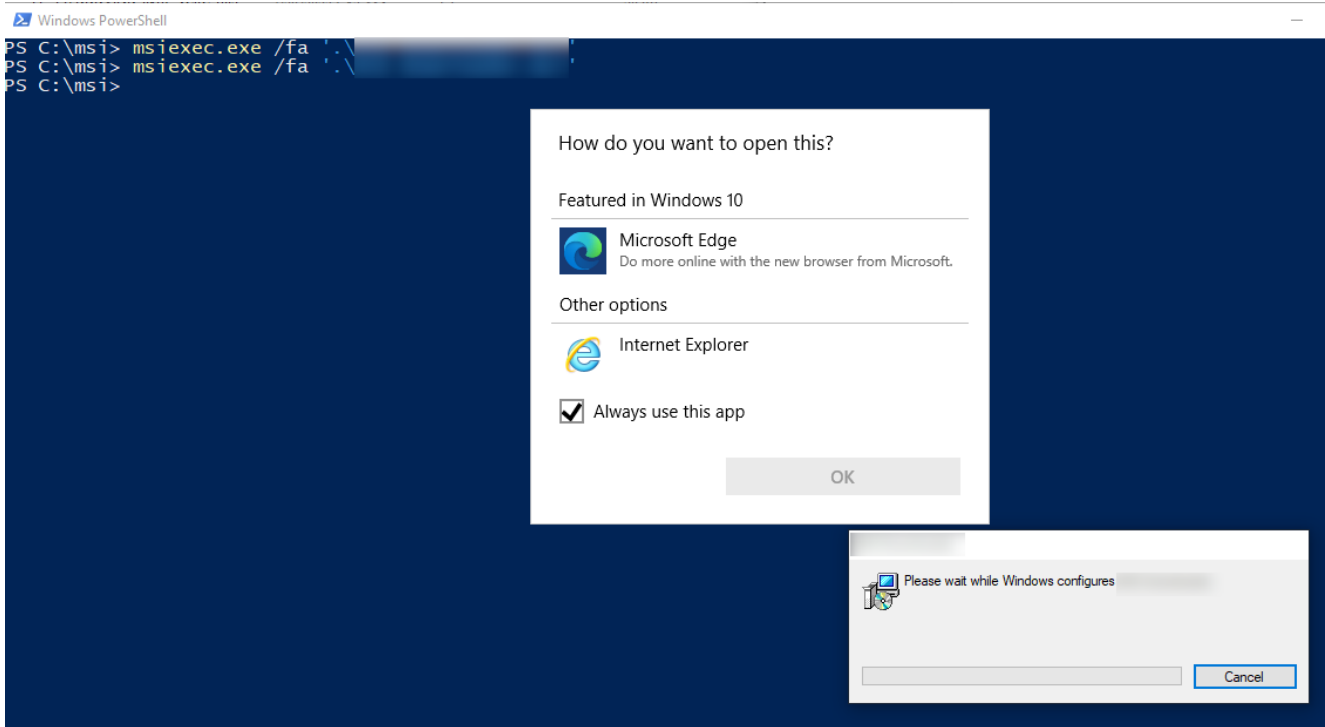 Windows PowerShell
PS C:\msi> msiexec.exe /fa '.\ '
PS C:\msi> msiexec.exe /fa '.\ '
PS C:\msi>
How do you want to open this?
Featured in Windows 10
Microsoft Edge
Do more online with the new browser from Microsoft.
Other options
Internet Explorer
Always use this app
OK
Please wait while Windows configures
Cancel